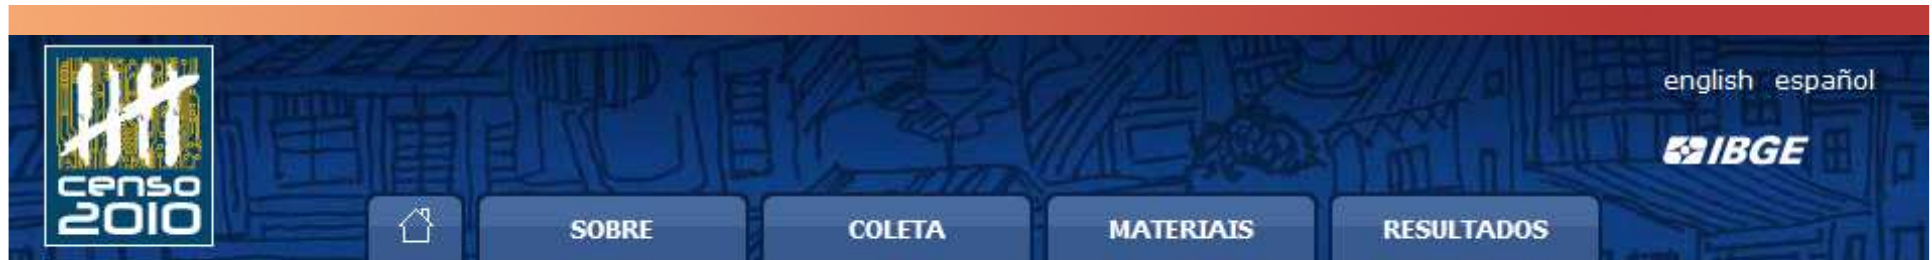 censo
2010
english español
IBGE
SOBRE COLETA MATERIAIS RESULTADOS